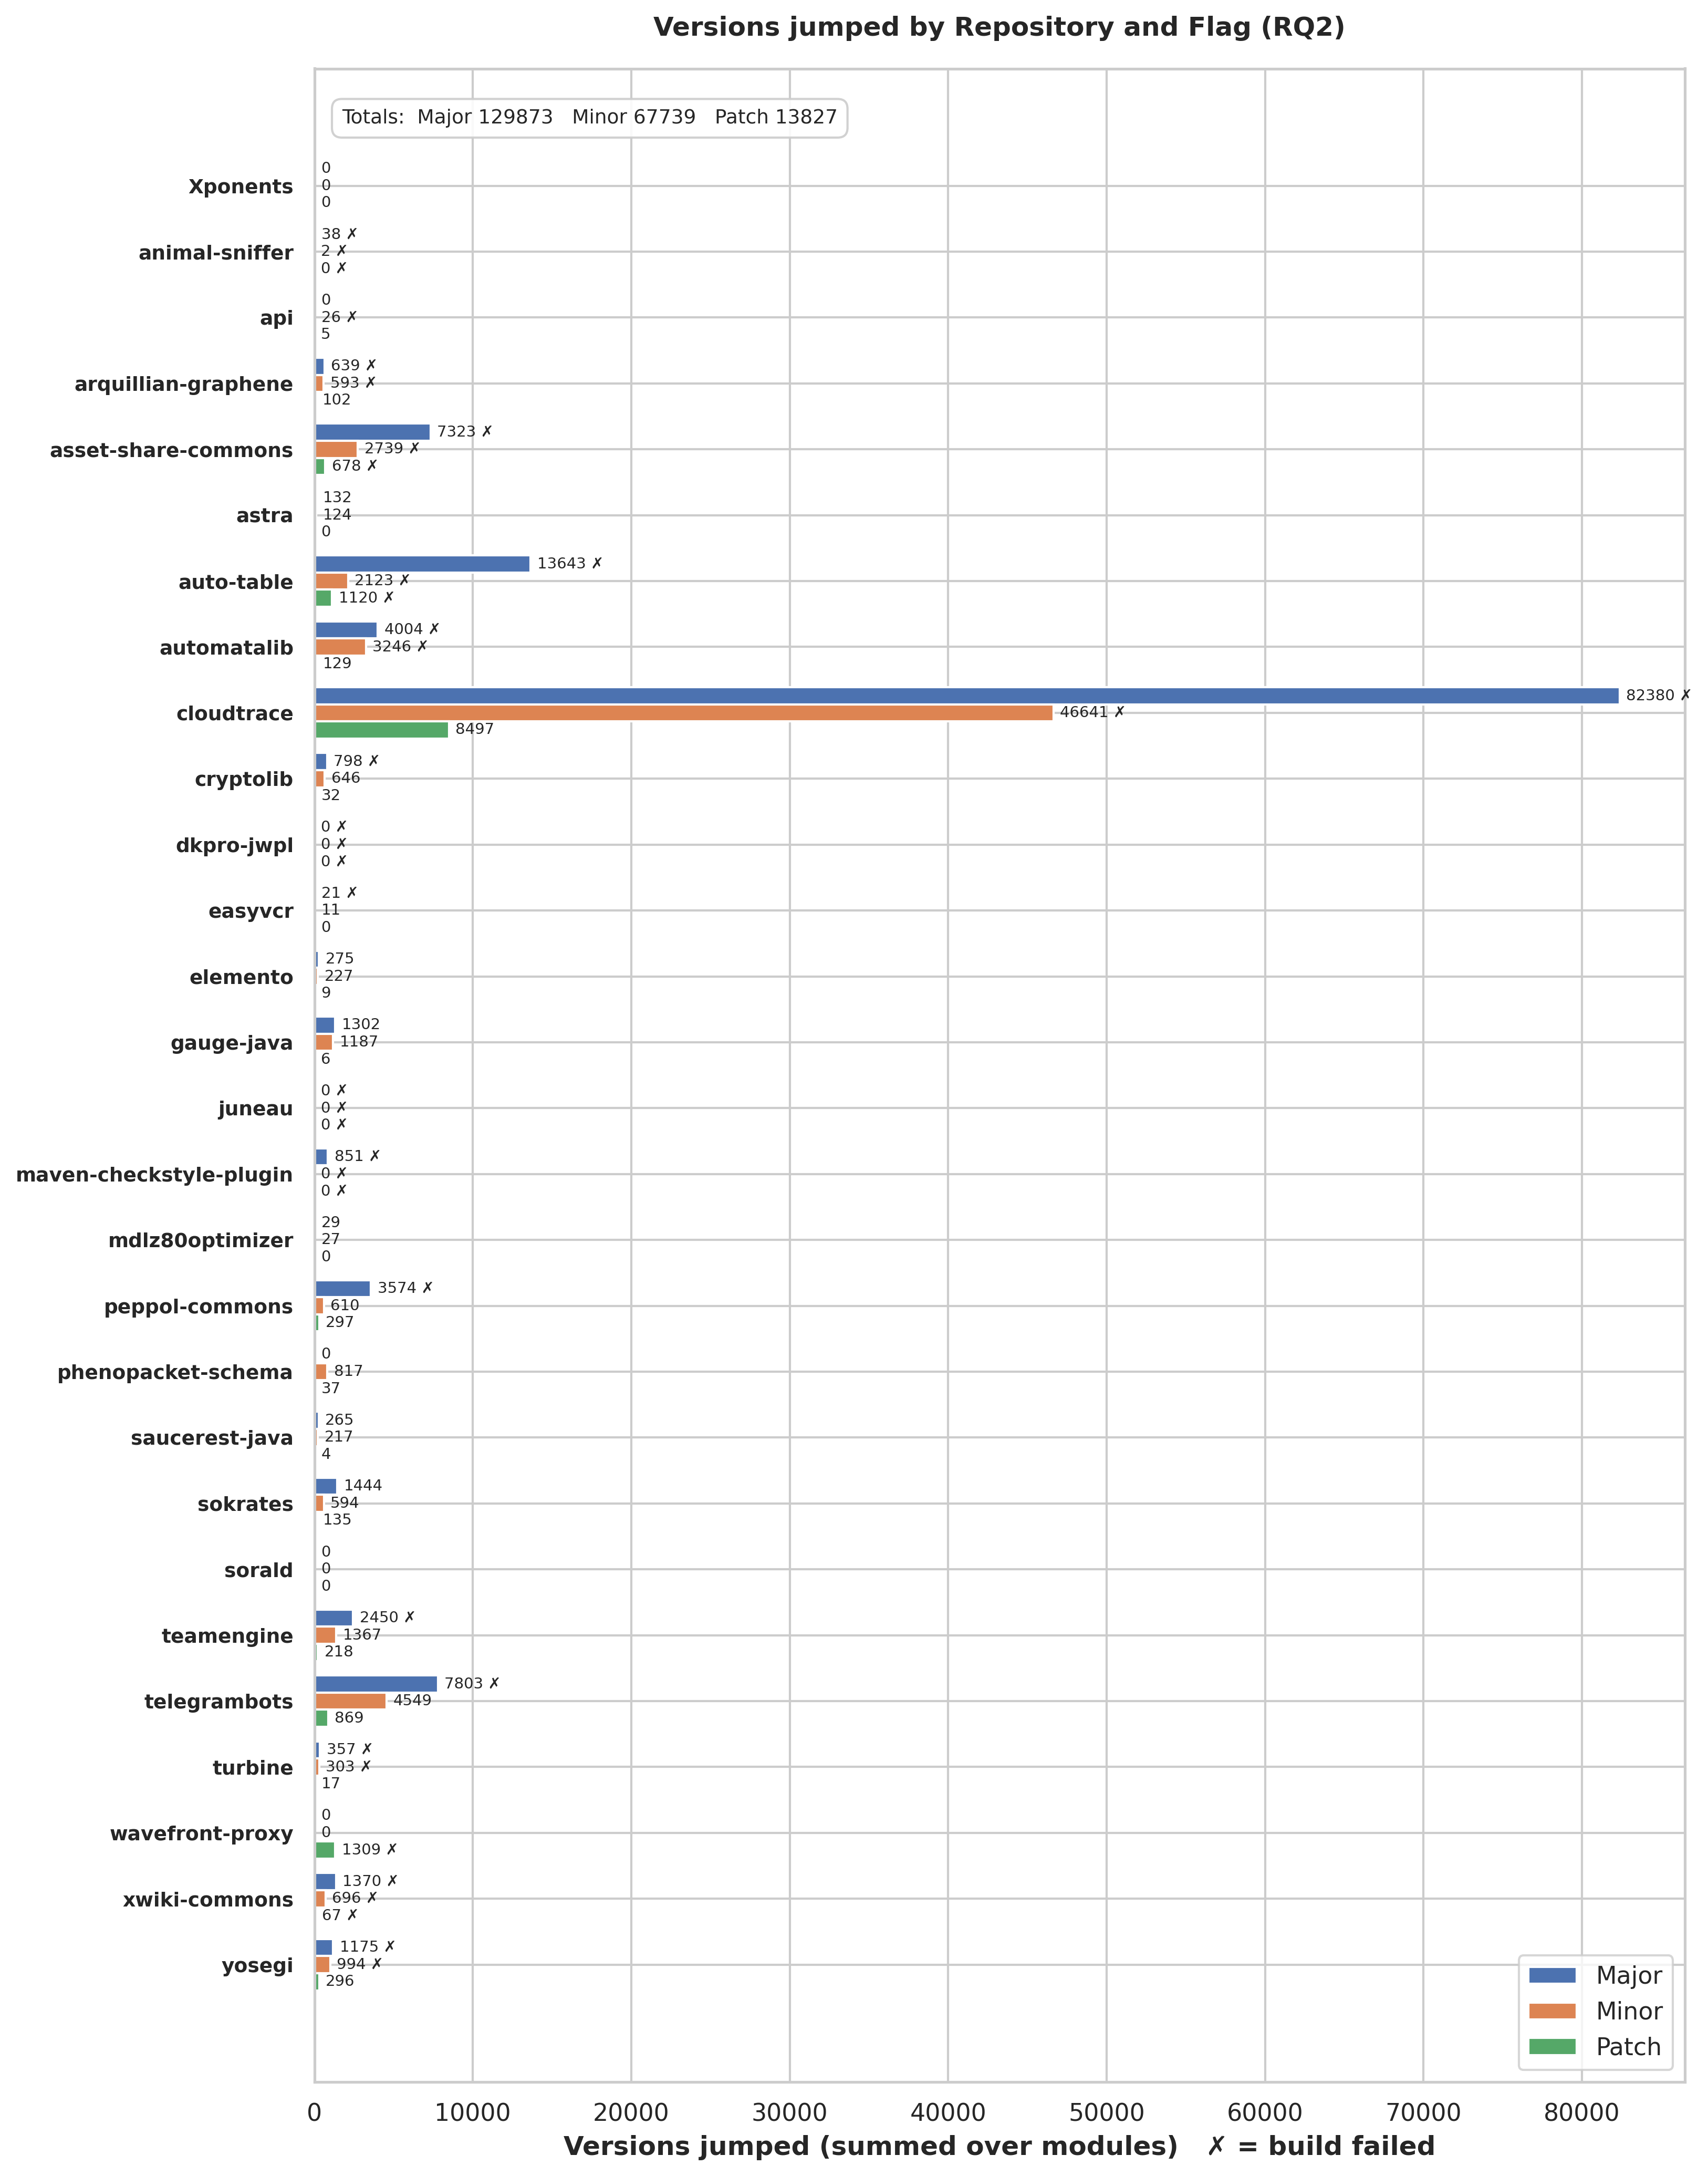 Versions jumped by Repository and Flag (RQ2)
Totals:  Major 129873   Minor 67739   Patch 13827
Xponents
0
0
0
animal-sniffer
38 ✗
2 ✗
0 ✗
api
0
26 ✗
5
arquillian-graphene
639 ✗
593 ✗
102
asset-share-commons
7323 ✗
2739 ✗
678 ✗
astra
132
124
0
auto-table
13643 ✗
2123 ✗
1120 ✗
automatalib
4004 ✗
3246 ✗
129
cloudtrace
82380 ✗
46641 ✗
8497
cryptolib
798 ✗
646
32
dkpro-jwpl
0 ✗
0 ✗
0 ✗
easyvcr
21 ✗
11
0
elemento
275
227
9
gauge-java
1302
1187
6
juneau
0 ✗
0 ✗
0 ✗
maven-checkstyle-plugin
851 ✗
0 ✗
0 ✗
mdlz80optimizer
29
27
0
peppol-commons
3574 ✗
610
297
phenopacket-schema
0
817
37
saucerest-java
265
217
4
sokrates
1444
594
135
sorald
0
0
0
teamengine
2450 ✗
1367
218
telegrambots
7803 ✗
4549
869
turbine
357 ✗
303 ✗
17
wavefront-proxy
0
0
1309 ✗
xwiki-commons
1370 ✗
696 ✗
67 ✗
yosegi
1175 ✗
994 ✗
296
Major
Minor
Patch
0 10000 20000 30000 40000 50000 60000 70000 80000
Versions jumped (summed over modules)   ✗ = build failed